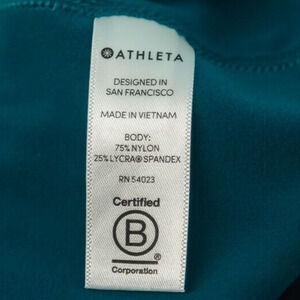 ATHLETA
DESIGNED IN
SAN FRANCISCO
MADE IN VIETNAM
BODY:
75% NYLON
25% LYCRA® SPANDEX
RN 54023
Certified
B
Corporation